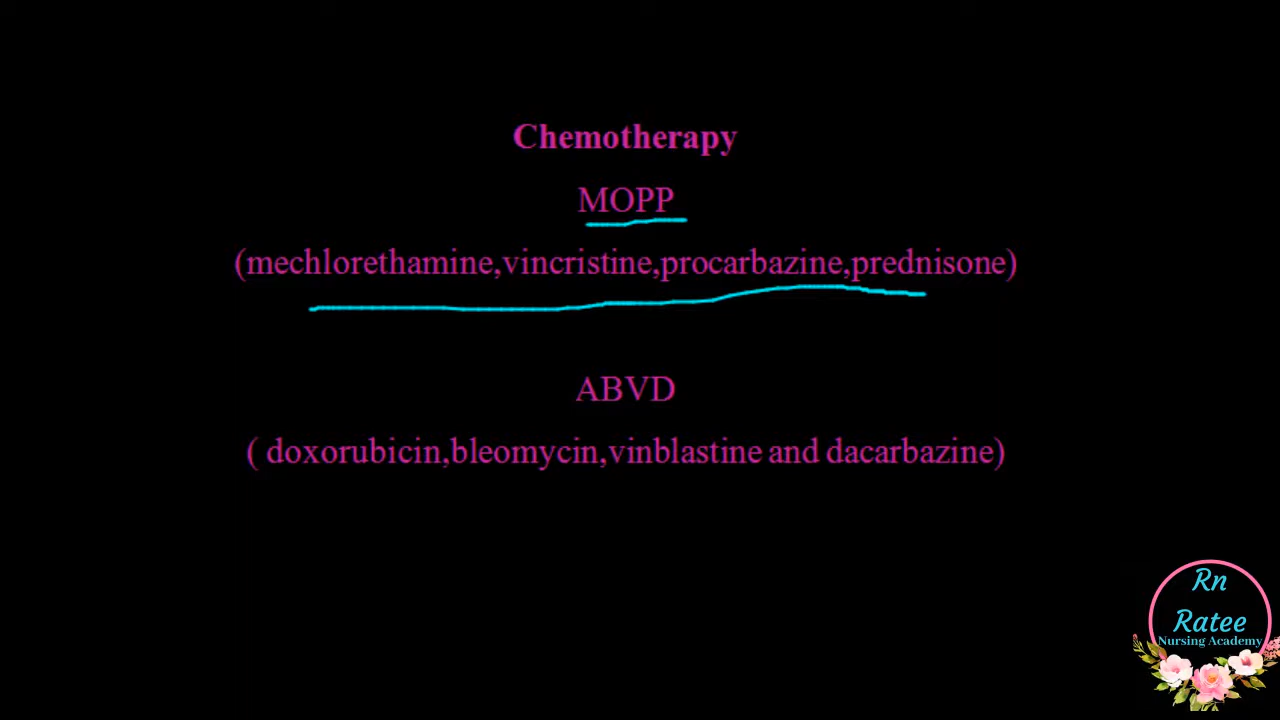 Chemotherapy
MOPP
(mechlorethamine,vincristine,procarbazine,prednisone)
ABVD
( doxorubicin,bleomycin,vinblastine and dacarbazine)
Rn
Ratee
Nursing Academy